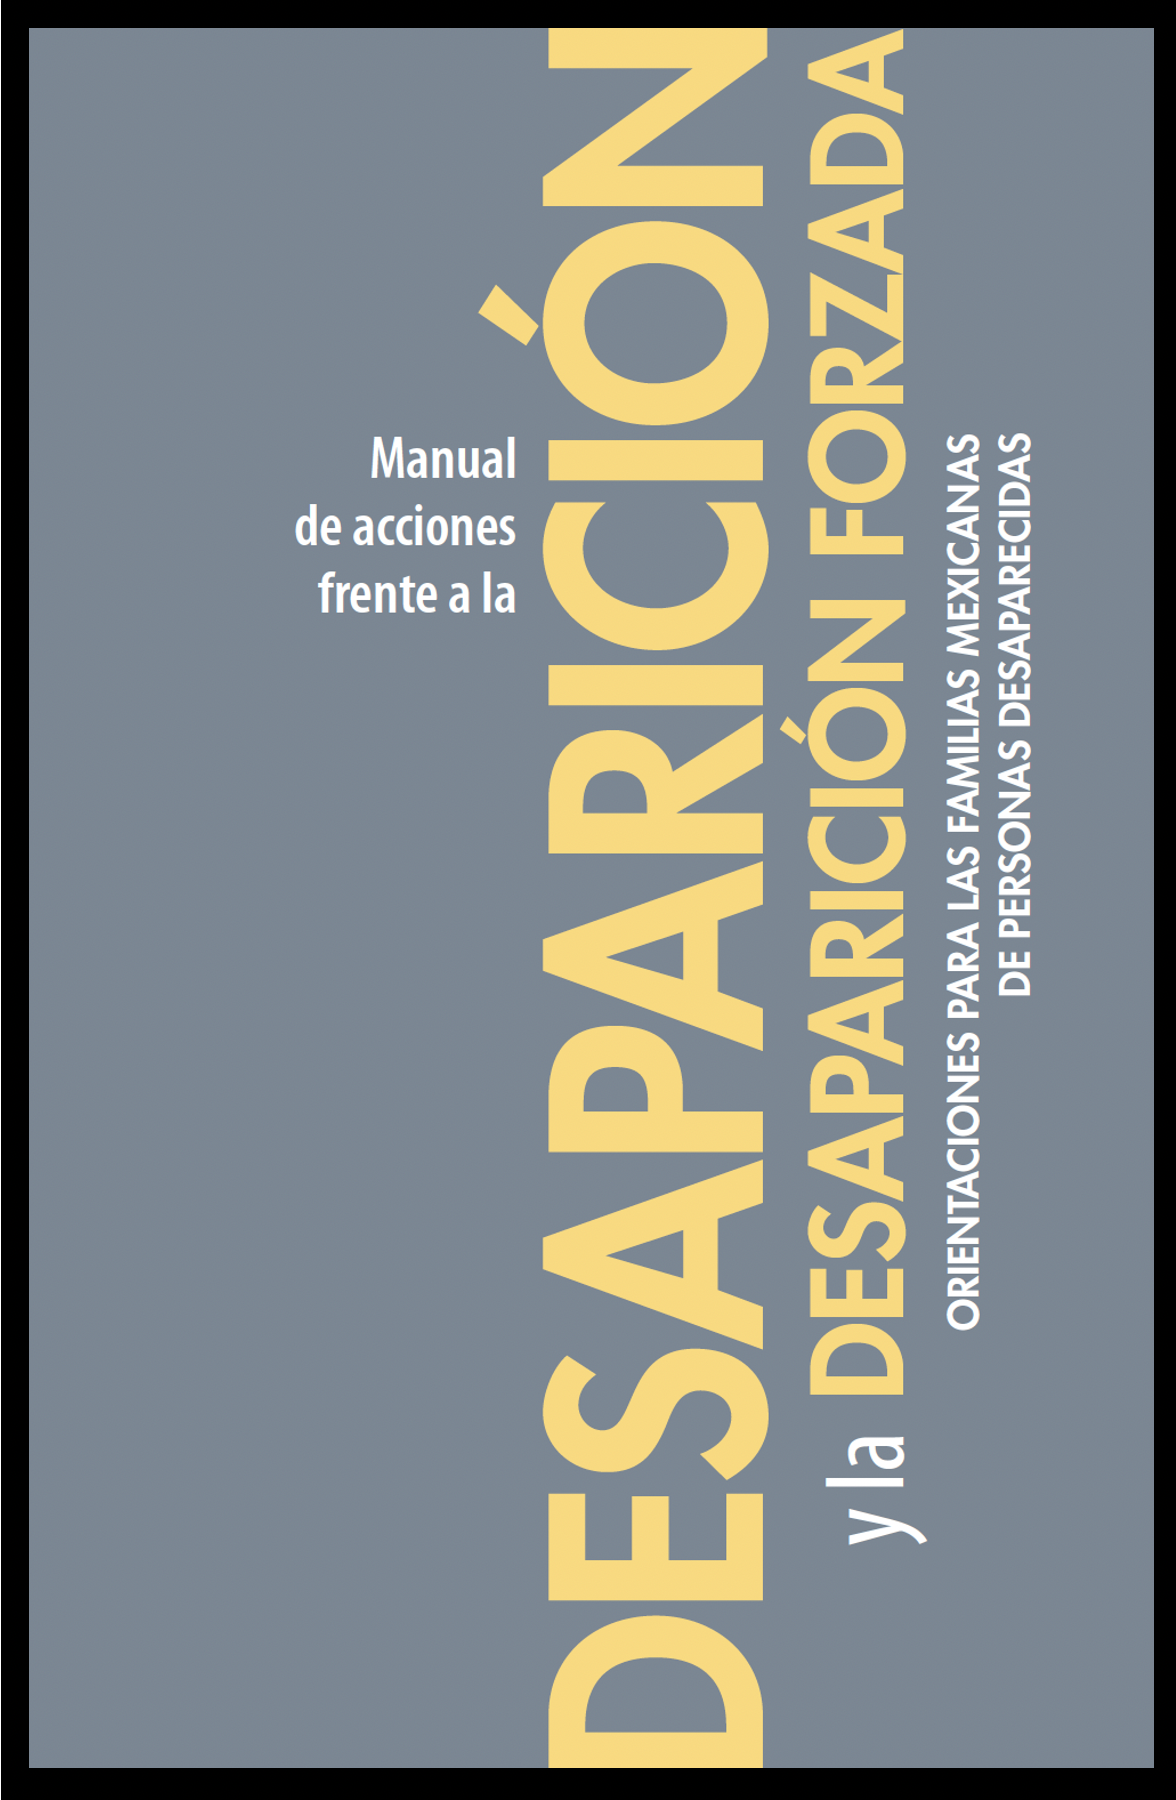 Manual
de acciones
frente a la
DESAPARICIÓN
y la DESAPARICIÓN FORZADA
ORIENTACIONES PARA LAS FAMILIAS MEXICANAS
DE PERSONAS DESAPARECIDAS